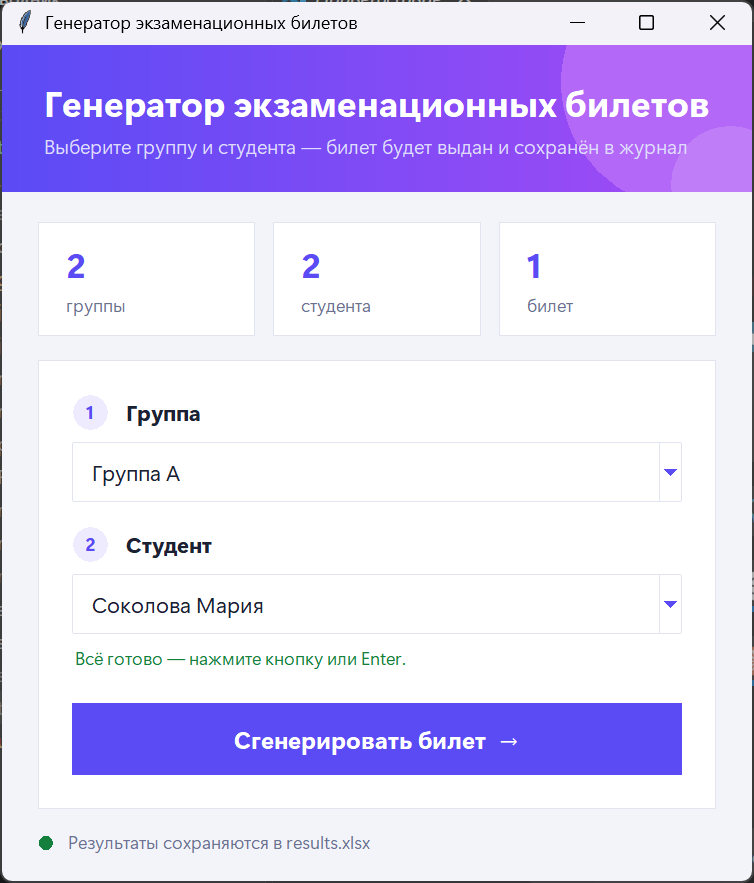 Генератор экзаменационных билетов
Генератор экзаменационных билетов
Выберите группу и студента — билет будет выдан и сохранён в журнал
2
группы
2
студента
1
билет
1 Группа
Группа А
2 Студент
Соколова Мария
Всё готово — нажмите кнопку или Enter.
Сгенерировать билет →
Результаты сохраняются в results.xlsx